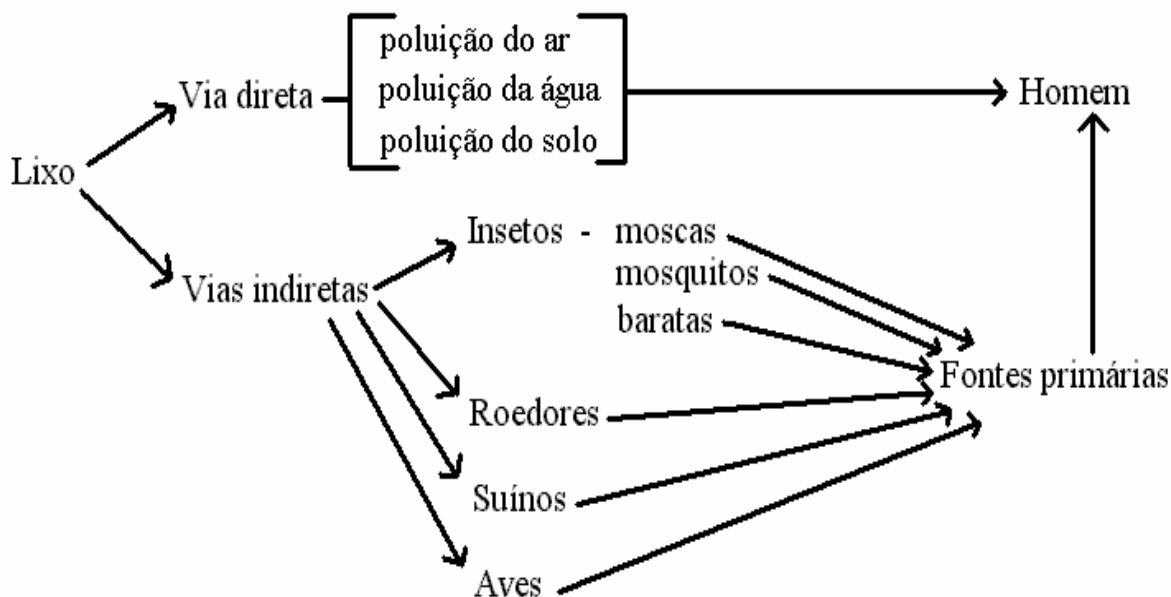 poluição do ar
Via direta
poluição da água
Homem
poluição do solo
Lixo
Insetos - moscas
mosquitos
Vias indiretas
baratas
Fontes primárias
Roedores
Suínos
Aves